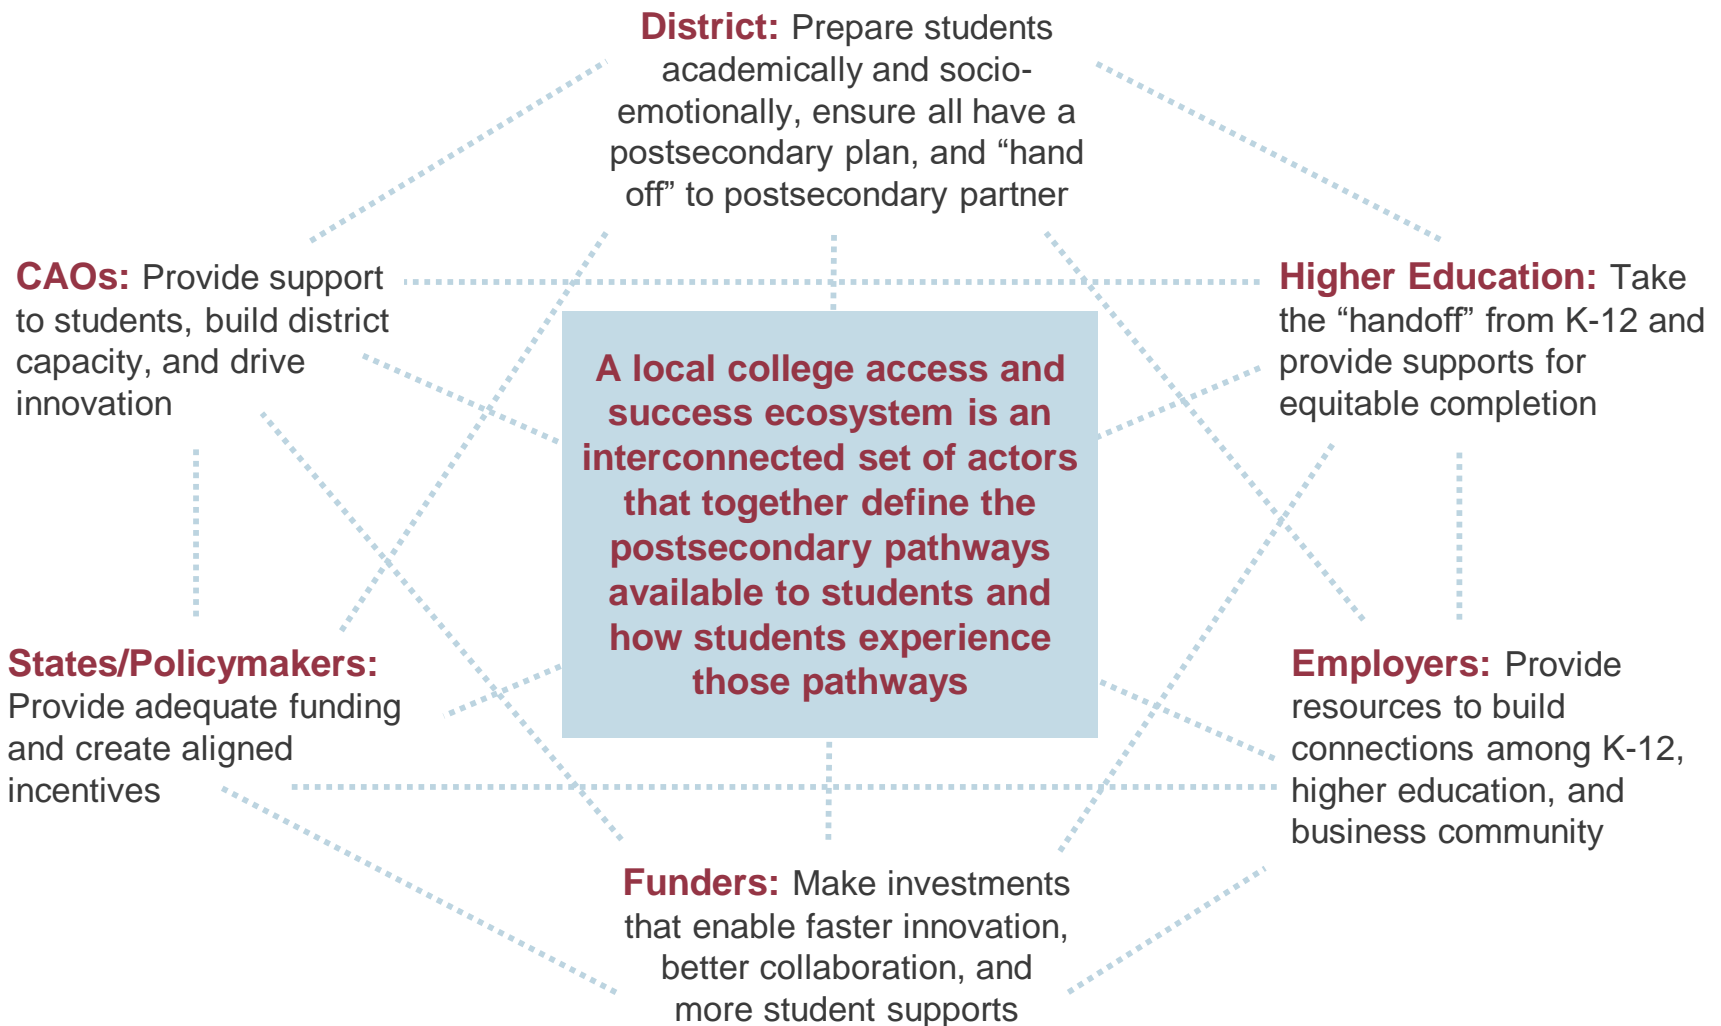 District: Prepare students
academically and socio-
emotionally, ensure all have a
postsecondary plan, and “hand
off” to postsecondary partner
CAOs: Provide support
to students, build district
capacity, and drive
innovation
Higher Education: Take
the “handoff” from K-12 and
provide supports for
equitable completion
A local college access and
success ecosystem is an
interconnected set of actors
that together define the
postsecondary pathways
available to students and
how students experience
those pathways
States/Policymakers:
Provide adequate funding
and create aligned
incentives
Employers: Provide
resources to build
connections among K-12,
higher education, and
business community
Funders: Make investments
that enable faster innovation,
better collaboration, and
more student supports